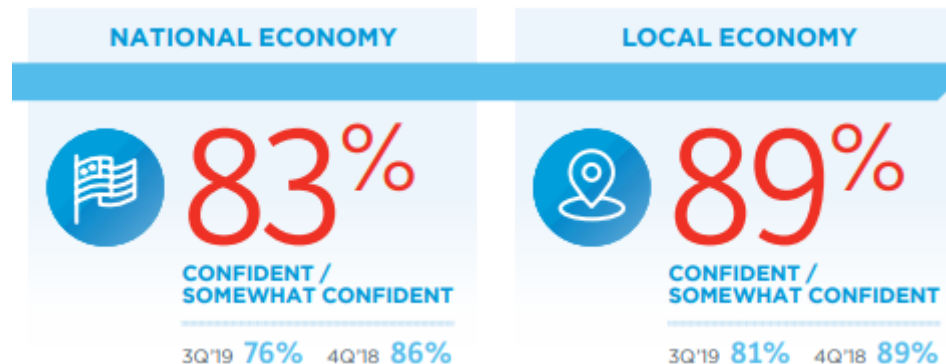 NATIONAL ECONOMY
83%
CONFIDENT /
SOMEWHAT CONFIDENT
3Q'19 76% 4Q'18 86%
LOCAL ECONOMY
89%
CONFIDENT /
SOMEWHAT CONFIDENT
3Q'19 81% 4Q'18 89%